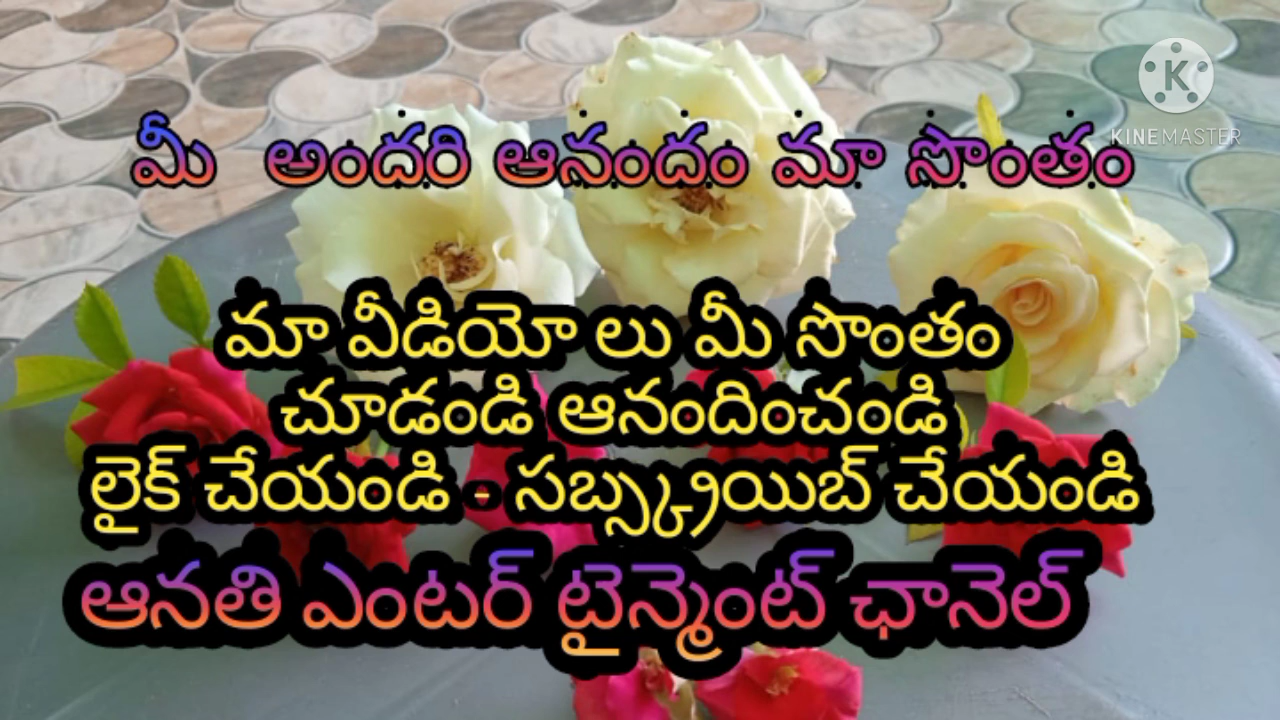 KINEMASTER
మీ అందరి ఆనందం మా సొంతం
మా వీడియో లు మీ సొంతం
చూడండి ఆనందించండి
లైక్ చేయండి - సబ్స్క్రయిబ్ చేయండి
ఆనతి ఎంటర్ టైన్మెంట్ ఛానెల్